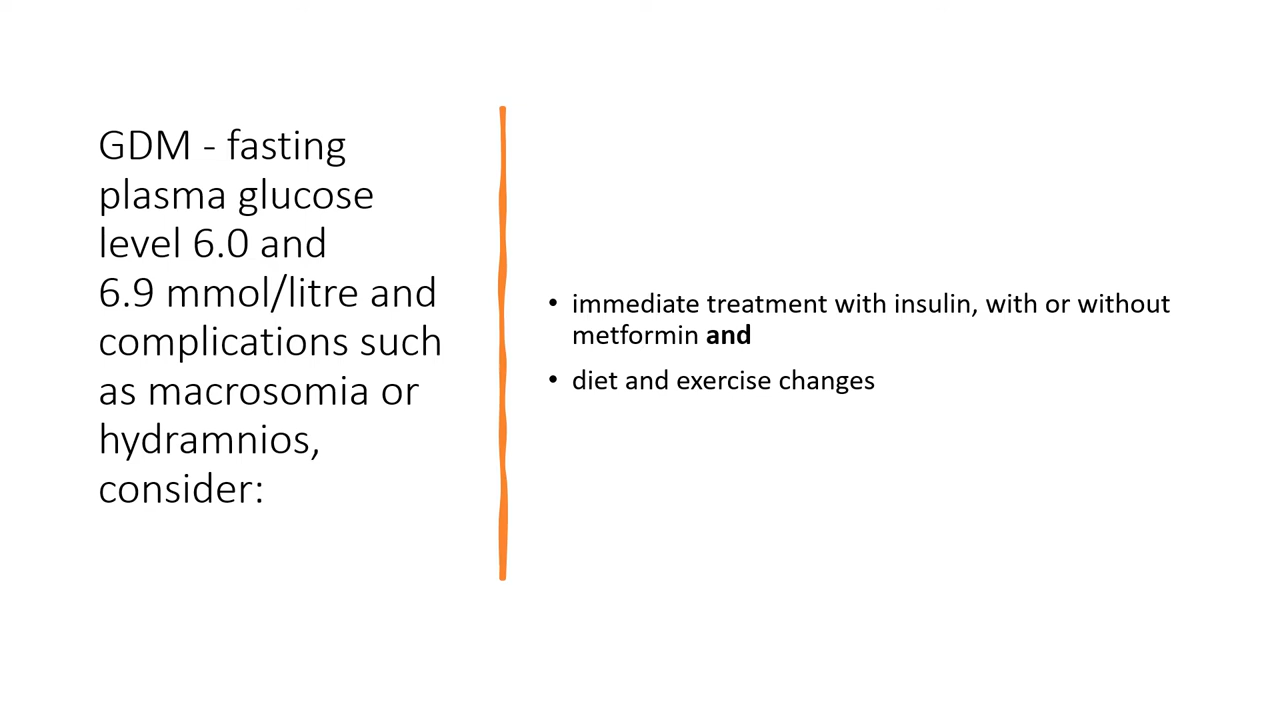 GDM - fasting
plasma glucose
level 6.0 and
6.9 mmol/litre and
complications such
as macrosomia or
hydramnios,
consider:
• immediate treatment with insulin, with or without
metformin and
• diet and exercise changes